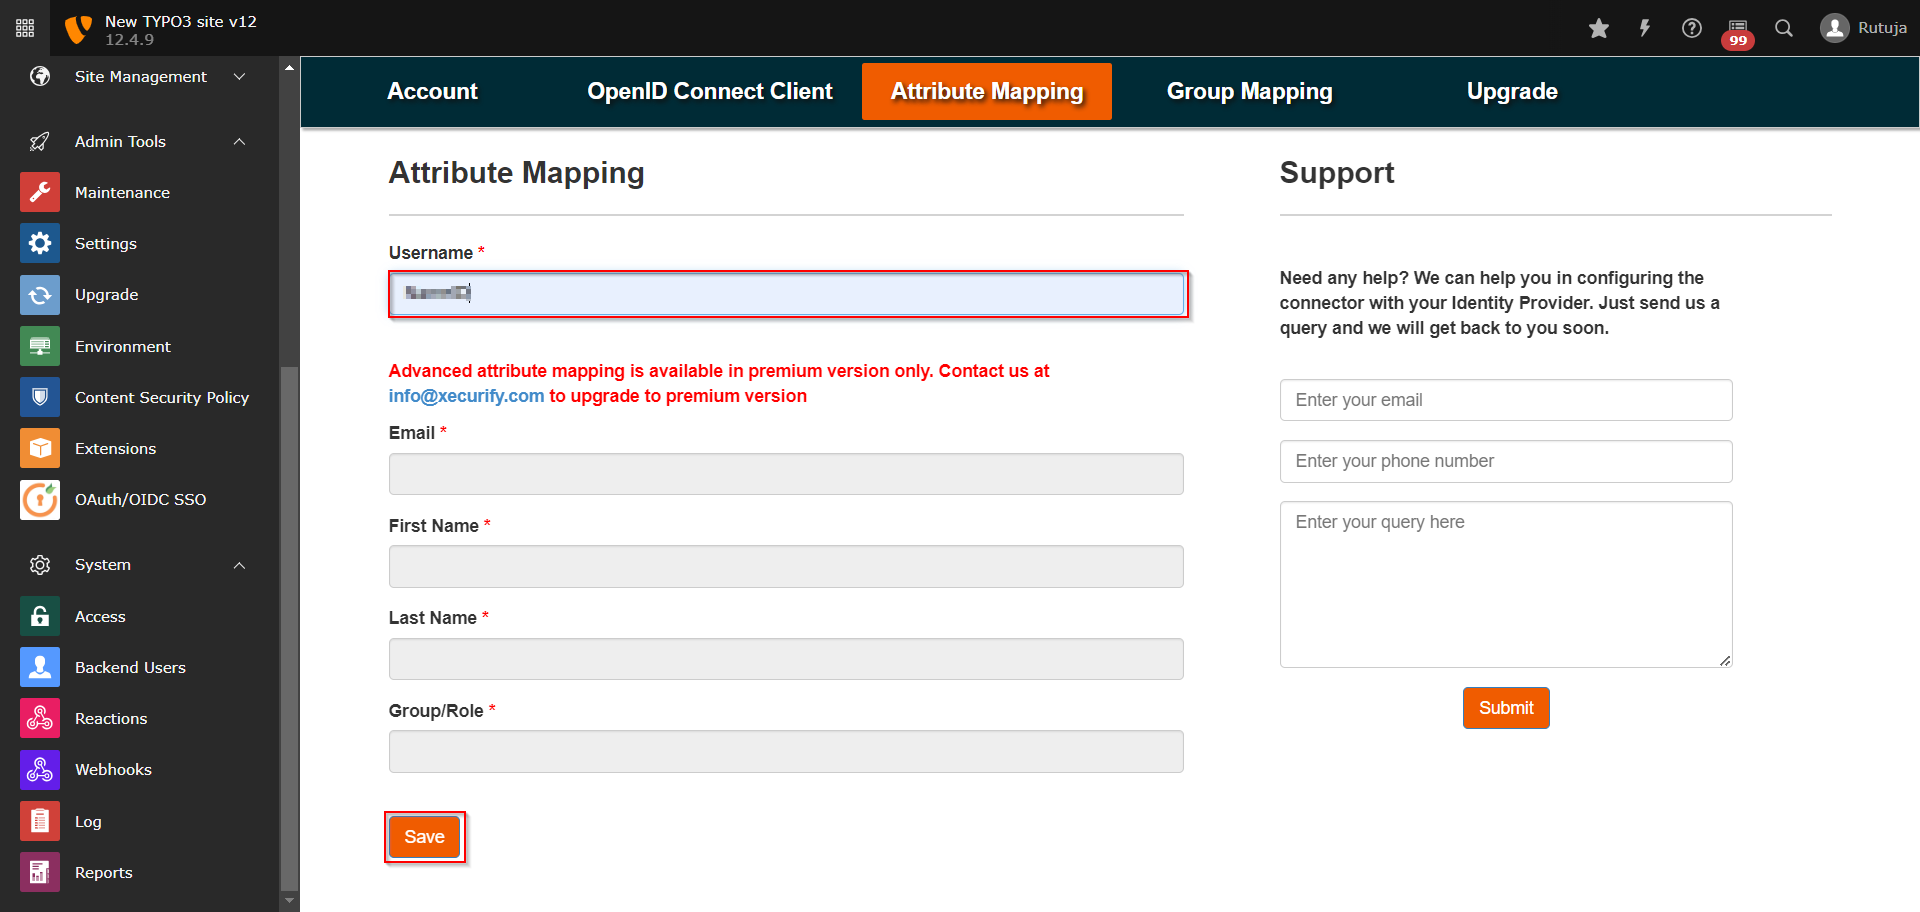 New TYPO3 site v12
12.4.9
99
Rutuja
Site Management
Admin Tools
Maintenance
Settings
Upgrade
Environment
Content Security Policy
Extensions
OAuth/OIDC SSO
System
Access
Backend Users
Reactions
Webhooks
Log
Reports
Account
OpenID Connect Client
Attribute Mapping
Group Mapping
Upgrade
Attribute Mapping
Username *
Advanced attribute mapping is available in premium version only. Contact us at
info@xecurify.com to upgrade to premium version
Email *
First Name *
Last Name *
Group/Role *
Save
Support
Need any help? We can help you in configuring the
connector with your Identity Provider. Just send us a
query and we will get back to you soon.
Enter your email
Enter your phone number
Enter your query here
Submit